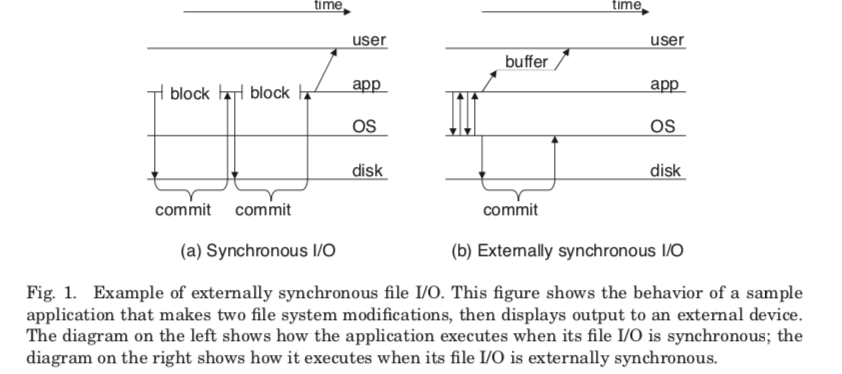 time
time
user
user
buffer
block
block
app
app
OS
OS
disk
disk
commit
commit
commit
(a) Synchronous I/O
(b) Externally synchronous I/O
Fig. 1. Example of externally synchronous file I/O. This figure shows the behavior of a sample
application that makes two file system modifications, then displays output to an external device.
The diagram on the left shows how the application executes when its file I/O is synchronous; the
diagram on the right shows how it executes when its file I/O is externally synchronous.